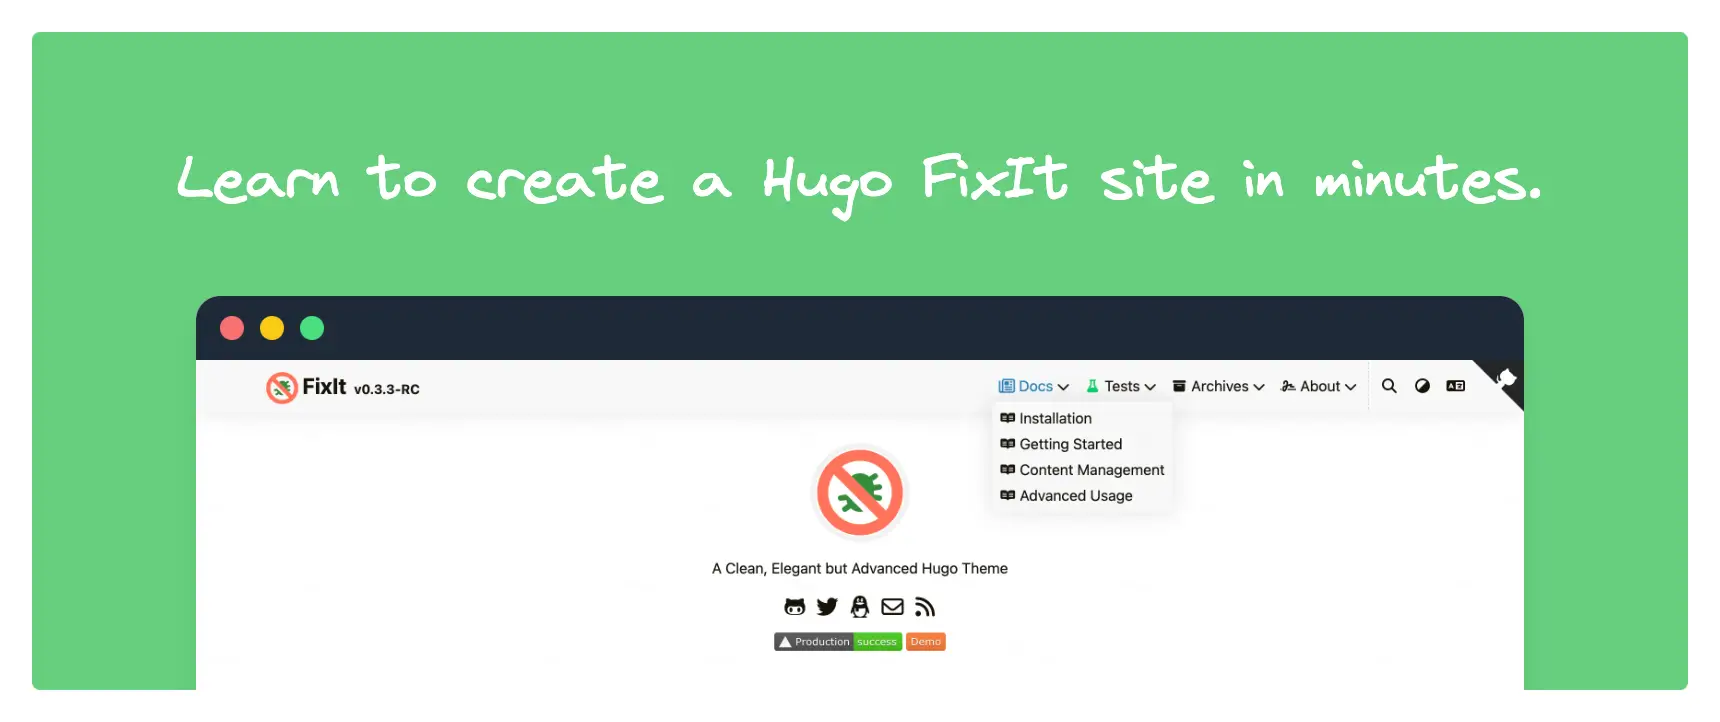 Learn to create a Hugo FixIt site in minutes.
FixIt v0.3.3-RC
Docs Tests Archives About
Installation
Getting Started
Content Management
Advanced Usage
A Clean, Elegant but Advanced Hugo Theme
Production success Demo